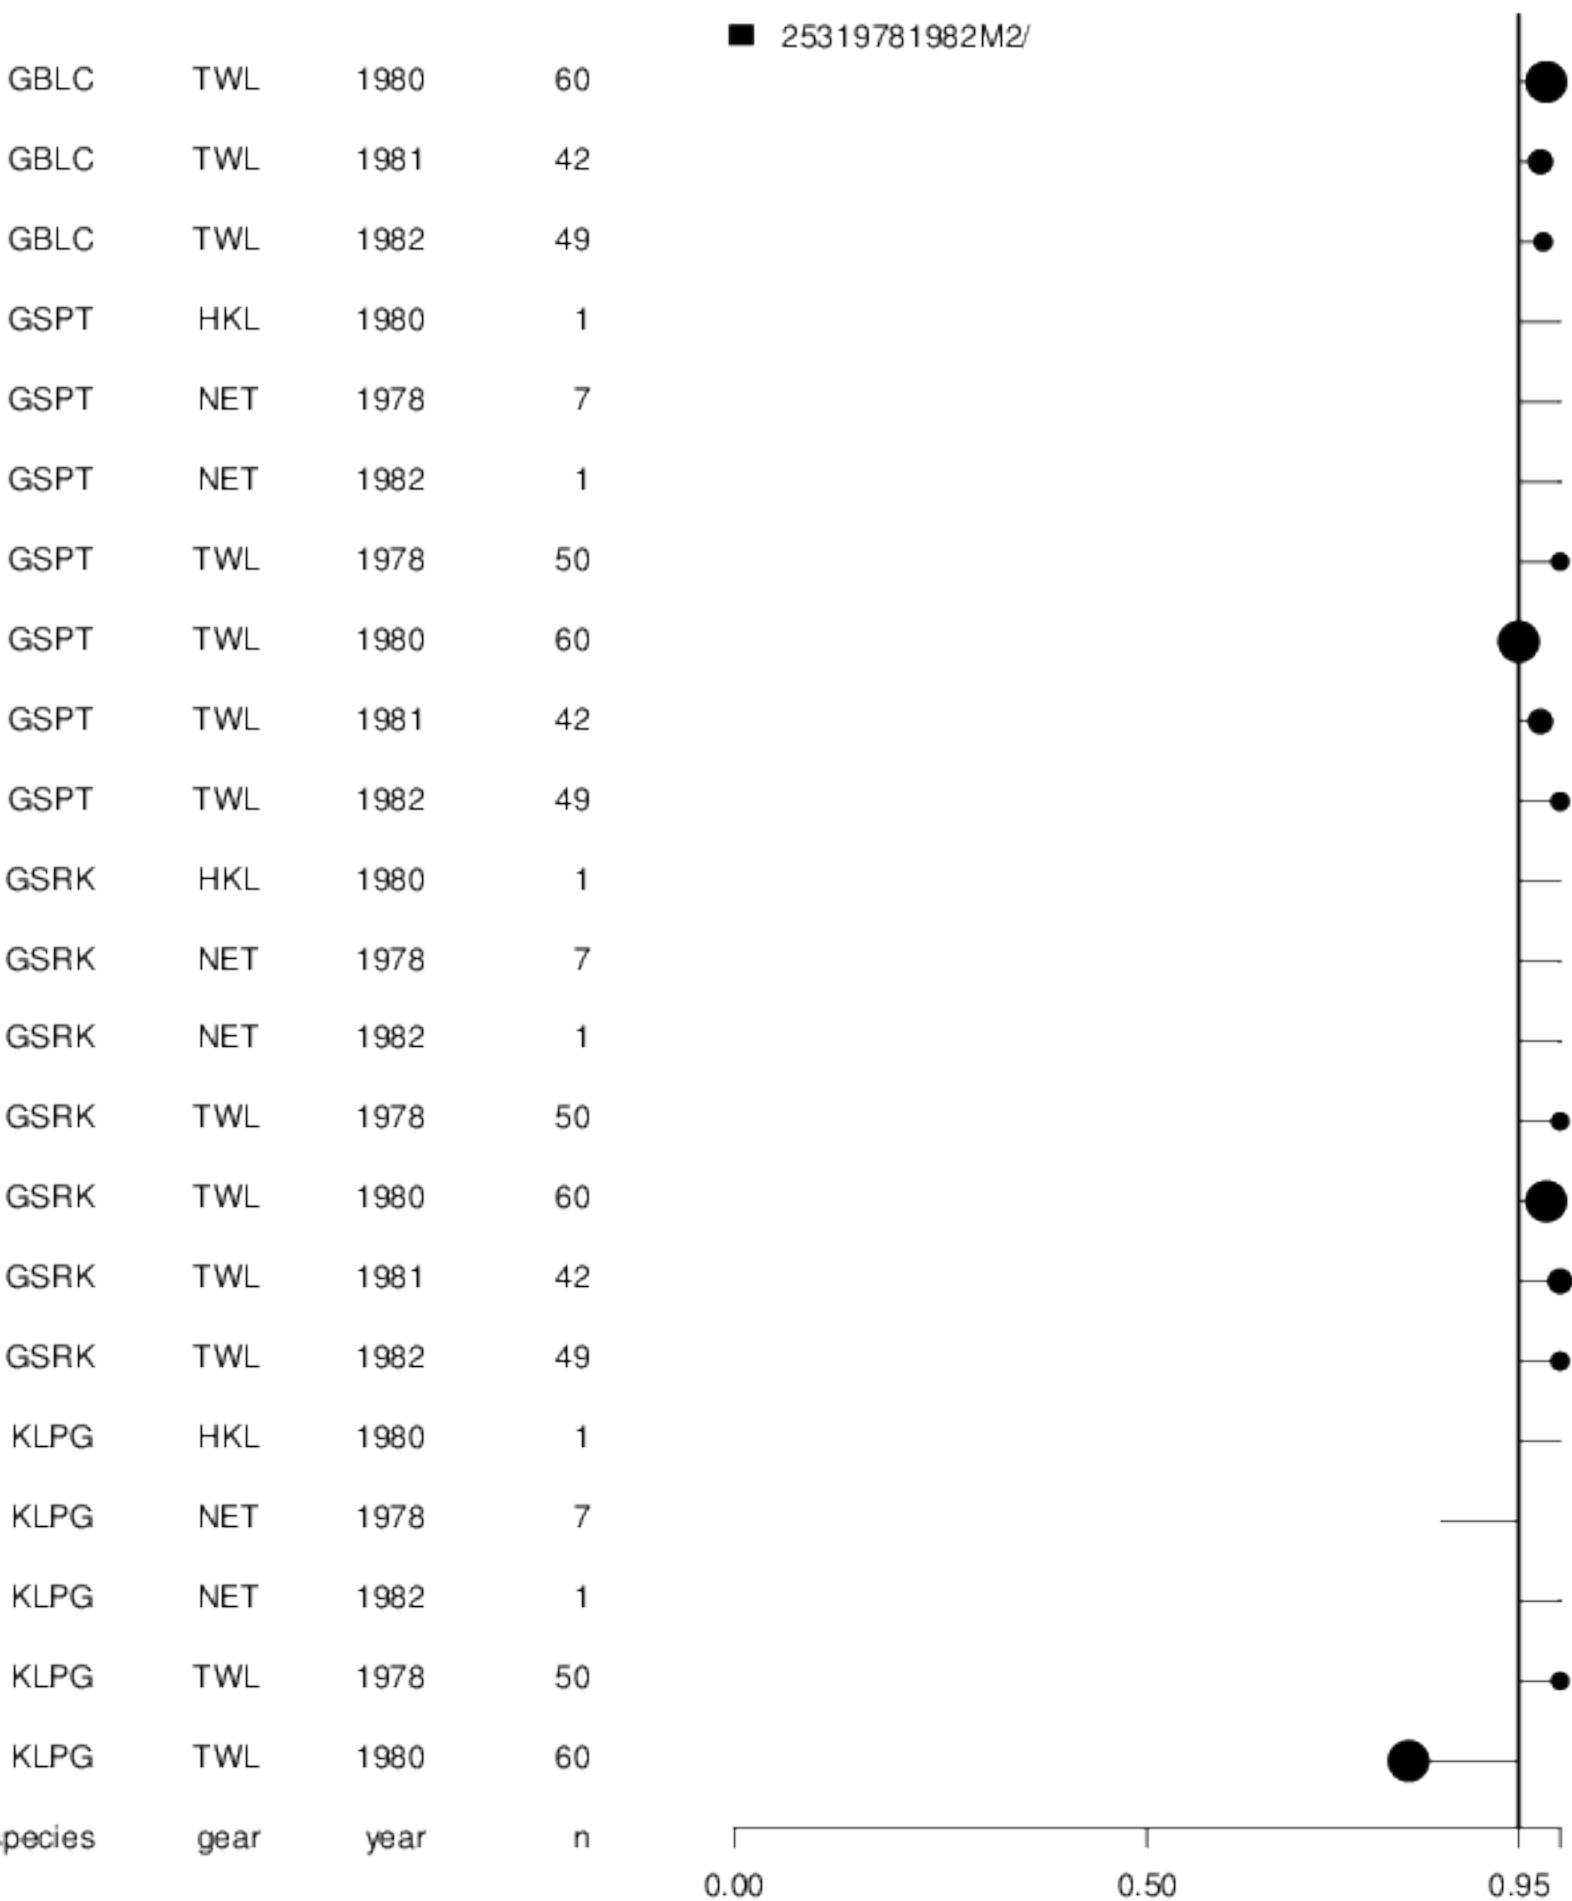 25319781982M2/
GBLC TWL 1980 60
GBLC TWL 1981 42
GBLC TWL 1982 49
GSPT HKL 1980 1
GSPT NET 1978 7
GSPT NET 1982 1
GSPT TWL 1978 50
GSPT TWL 1980 60
GSPT TWL 1981 42
GSPT TWL 1982 49
GSRK HKL 1980 1
GSRK NET 1978 7
GSRK NET 1982 1
GSRK TWL 1978 50
GSRK TWL 1980 60
GSRK TWL 1981 42
GSRK TWL 1982 49
KLPG HKL 1980 1
KLPG NET 1978 7
KLPG NET 1982 1
KLPG TWL 1978 50
KLPG TWL 1980 60
pecies gear year n
0.00 0.50 0.95